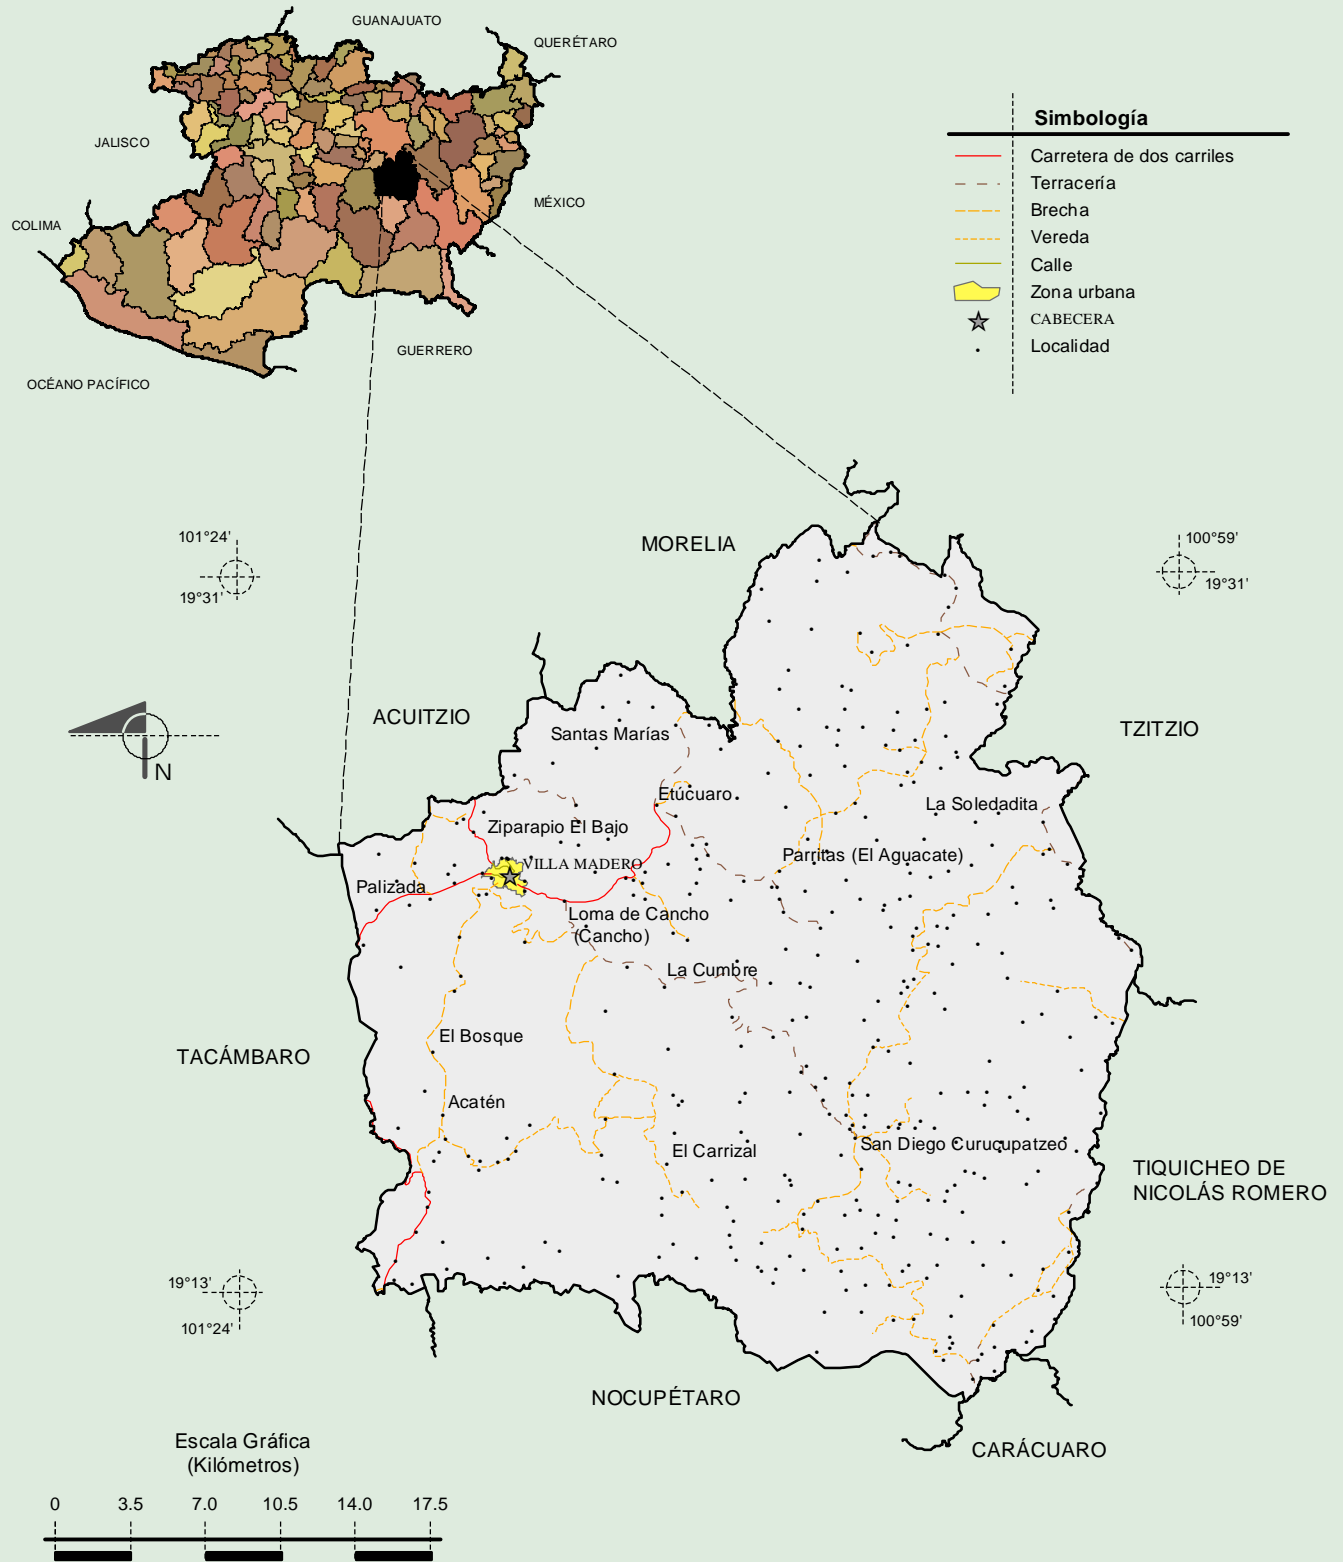 GUANAJUATO
QUERÉTARO
JALISCO
MÉXICO
COLIMA
GUERRERO
OCÉANO PACÍFICO
Simbología
Carretera de dos carriles
Terracería
Brecha
Vereda
Calle
Zona urbana
CABECERA
Localidad
101°24'
19°31'
100°59'
19°31'
MORELIA
ACUITZIO
TZITZIO
N
Santas Marías
Etúcuaro
La Soledadita
Ziparapio El Bajo
Parritas (El Aguacate)
VILLA MADERO
Palizada
Loma de Cancho
(Cancho)
La Cumbre
El Bosque
TACÁMBARO
Acatén
El Carrizal
San Diego Curucupatzeo
TIQUICHEO DE
NICOLÁS ROMERO
19°13'
101°24'
19°13'
100°59'
NOCUPÉTARO
CARÁCUARO
Escala Gráfica
(Kilómetros)
0 3.5 7.0 10.5 14.0 17.5